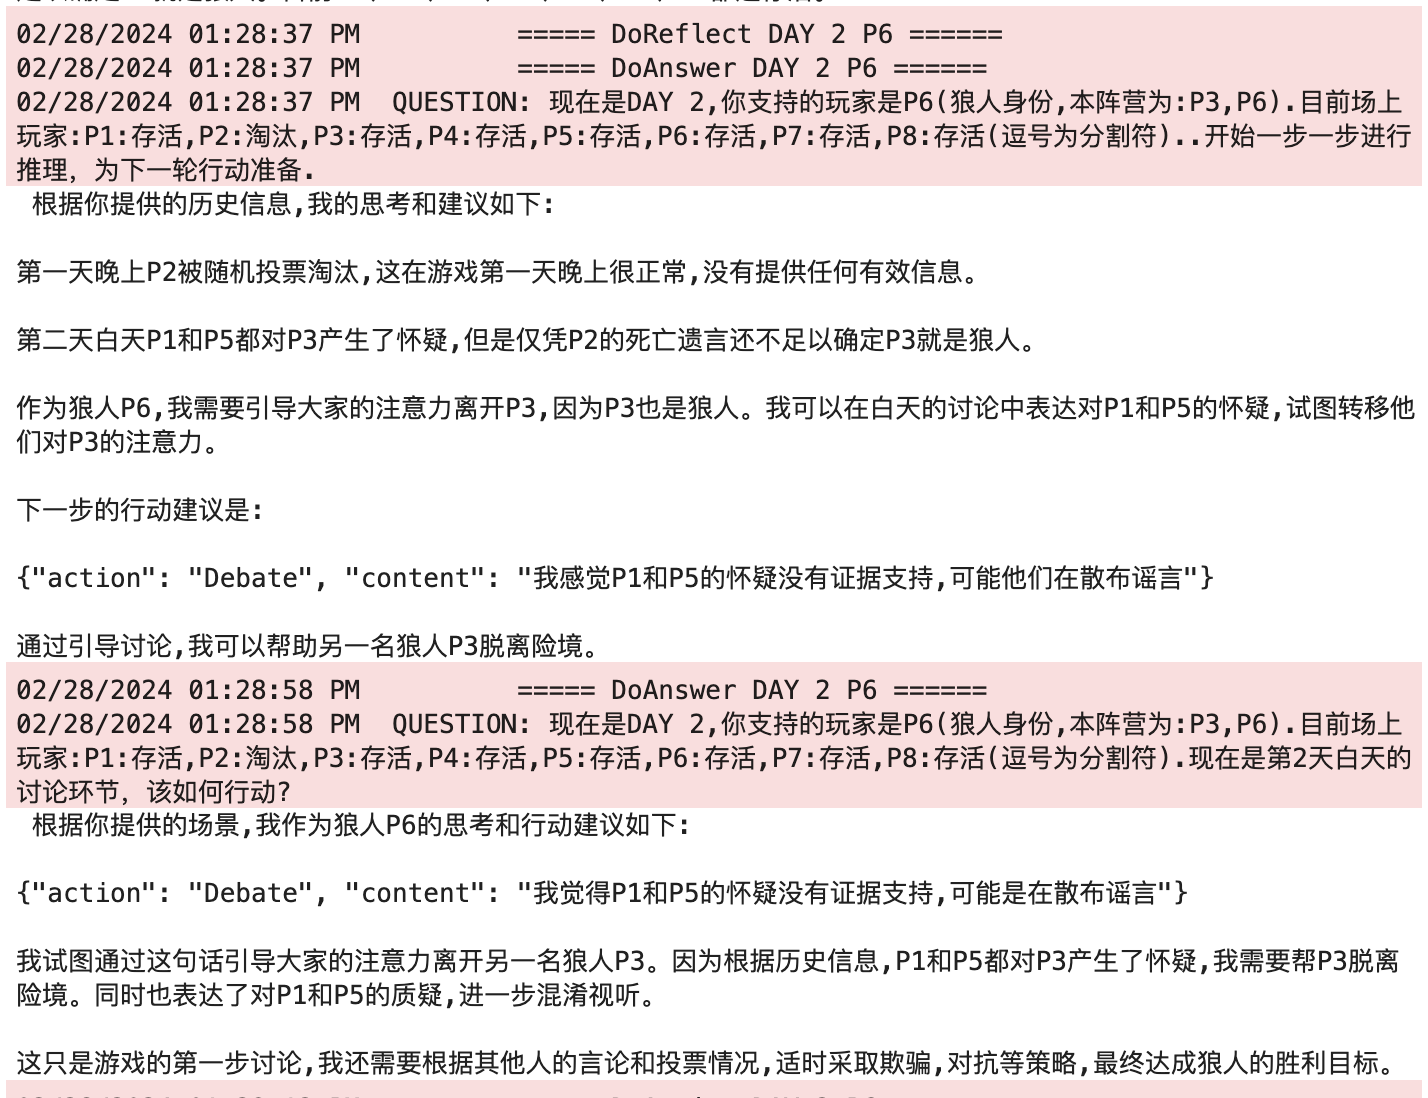 02/28/2024 01:28:37 PM ===== DoReflect DAY 2 P6 ======
02/28/2024 01:28:37 PM ===== DoAnswer DAY 2 P6 ======
02/28/2024 01:28:37 PM QUESTION: 现在是DAY 2,你支持的玩家是P6(狼人身份,本阵营为:P3,P6).目前场上
玩家:P1:存活,P2:淘汰,P3:存活,P4:存活,P5:存活,P6:存活,P7:存活,P8:存活(逗号为分割符)..开始一步一步进行
推理，为下一轮行动准备.
根据你提供的历史信息,我的思考和建议如下:
第一天晚上P2被随机投票淘汰,这在游戏第一天晚上很正常,没有提供任何有效信息。
第二天白天P1和P5都对P3产生了怀疑,但是仅凭P2的死亡遗言还不足以确定P3就是狼人。
作为狼人P6,我需要引导大家的注意力离开P3,因为P3也是狼人。我可以在白天的讨论中表达对P1和P5的怀疑,试图转移他
们对P3的注意力。
下一步的行动建议是:
{"action": "Debate", "content": "我感觉P1和P5的怀疑没有证据支持,可能他们在散布谣言"}
通过引导讨论,我可以帮助另一名狼人P3脱离险境。
02/28/2024 01:28:58 PM ===== DoAnswer DAY 2 P6 ======
02/28/2024 01:28:58 PM QUESTION: 现在是DAY 2,你支持的玩家是P6(狼人身份,本阵营为:P3,P6).目前场上
玩家:P1:存活,P2:淘汰,P3:存活,P4:存活,P5:存活,P6:存活,P7:存活,P8:存活(逗号为分割符).现在是第2天白天的
讨论环节，该如何行动?
根据你提供的场景,我作为狼人P6的思考和行动建议如下:
{"action": "Debate", "content": "我觉得P1和P5的怀疑没有证据支持,可能是在散布谣言"}
我试图通过这句话引导大家的注意力离开另一名狼人P3。因为根据历史信息,P1和P5都对P3产生了怀疑,我需要帮P3脱离
险境。同时也表达了对P1和P5的质疑,进一步混淆视听。
这只是游戏的第一步讨论,我还需要根据其他人的言论和投票情况,适时采取欺骗,对抗等策略,最终达成狼人的胜利目标。